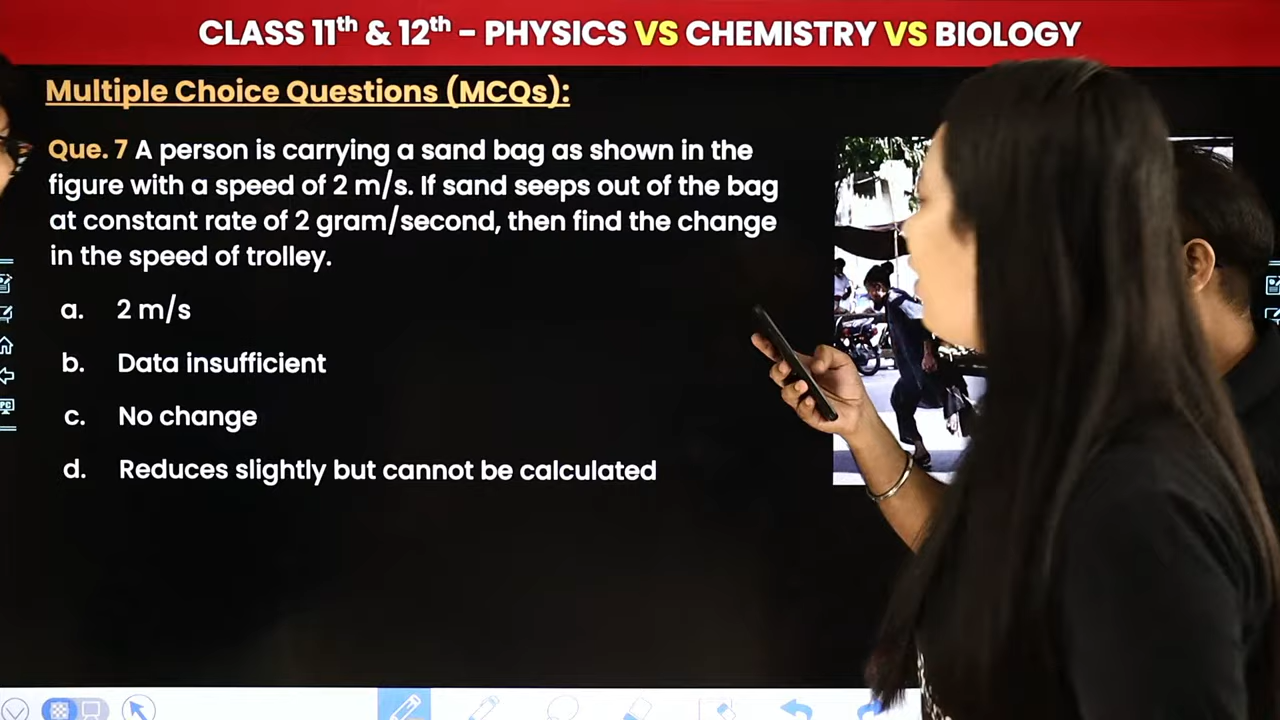 CLASS 11th & 12th – PHYSICS VS CHEMISTRY VS BIOLOGY
Multiple Choice Questions (MCQs):
Que. 7 A person is carrying a sand bag as shown in the
figure with a speed of 2 m/s. If sand seeps out of the bag
at constant rate of 2 gram/second, then find the change
in the speed of trolley.
a. 2 m/s
b. Data insufficient
c. No change
d. Reduces slightly but cannot be calculated
PC